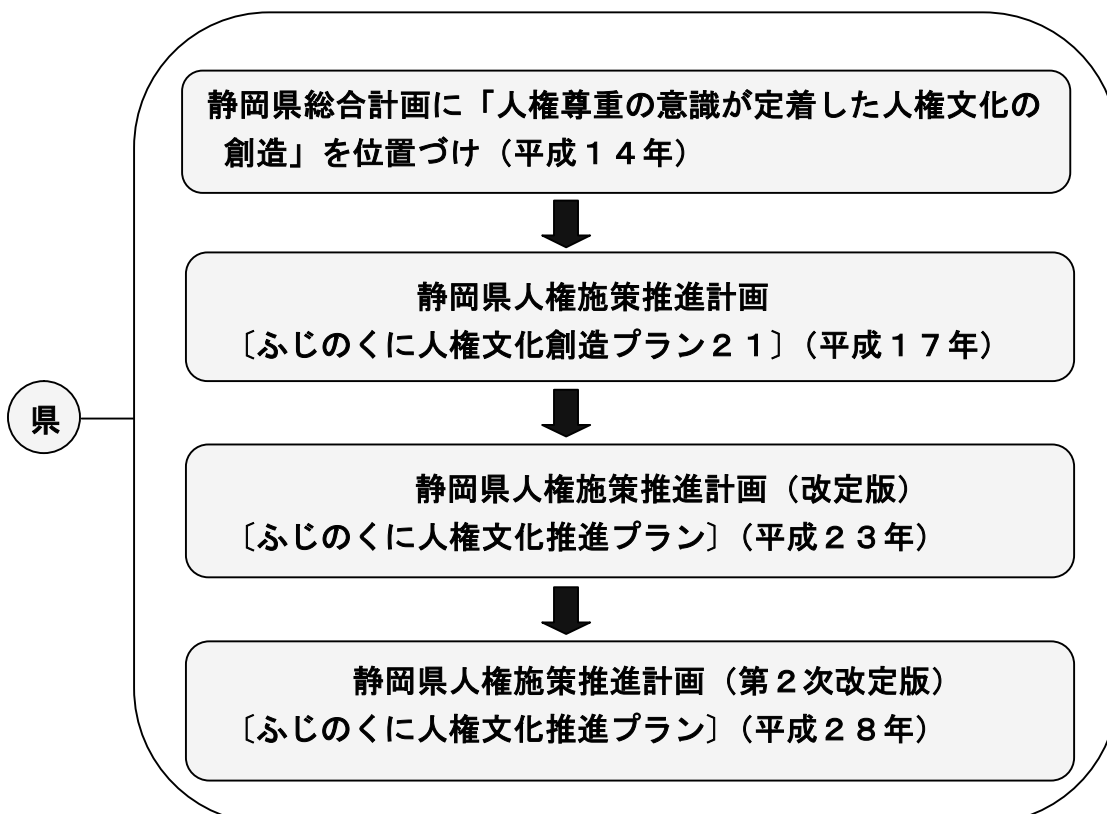 静岡県総合計画に「人権尊重の意識が定着した人権文化の
創造」を位置づけ（平成１４年）
静岡県人権施策推進計画
〔ふじのくに人権文化創造プラン２１〕（平成１７年）
県
静岡県人権施策推進計画（改定版）
〔ふじのくに人権文化推進プラン〕（平成２３年）
静岡県人権施策推進計画（第２次改定版）
〔ふじのくに人権文化推進プラン〕（平成２８年）